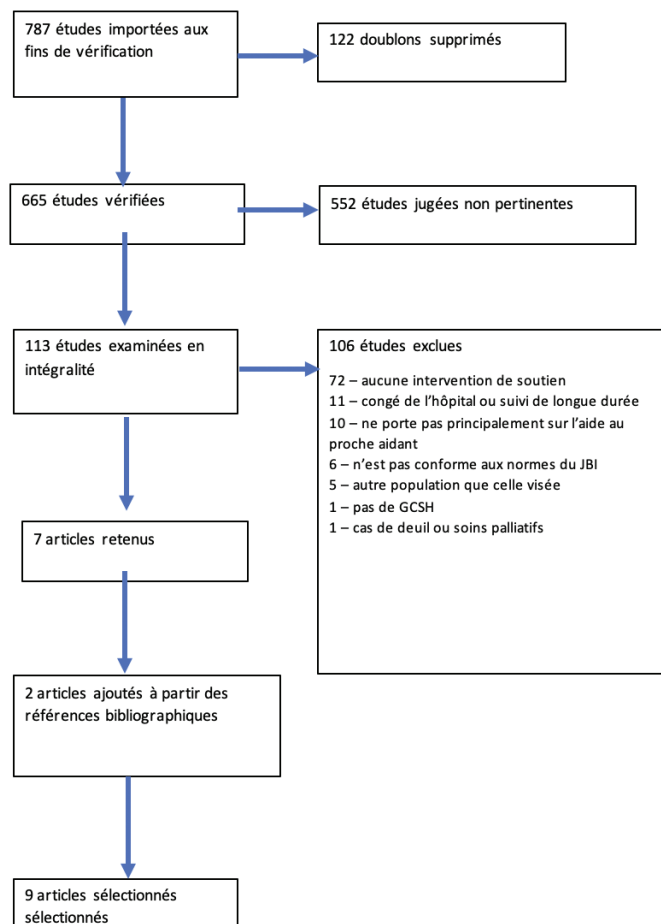 787 études importées aux
fins de vérification
122 doublons supprimés
665 études vérifiées
552 études jugées non pertinentes
113 études examinées en
intégralité
106 études exclues
72 – aucune intervention de soutien
11 – congé de l'hôpital ou suivi de longue durée
10 – ne porte pas principalement sur l'aide au
proche aidant
6 – n'est pas conforme aux normes du JBI
5 – autre population que celle visée
1 – pas de GCSH
1 – cas de deuil ou soins palliatifs
7 articles retenus
2 articles ajoutés à partir des
références bibliographiques
9 articles sélectionnés
sélectionnés